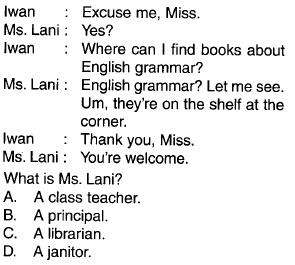 Iwan : Excuse me, Miss.
Ms. Lani : Yes?
Iwan : Where can I find books about
English grammar?
Ms. Lani : English grammar? Let me see.
Um, they're on the shelf at the
corner.
Iwan : Thank you, Miss.
Ms. Lani : You're welcome.
What is Ms. Lani?
A. A class teacher.
B. A principal.
C. A librarian.
D. A janitor.